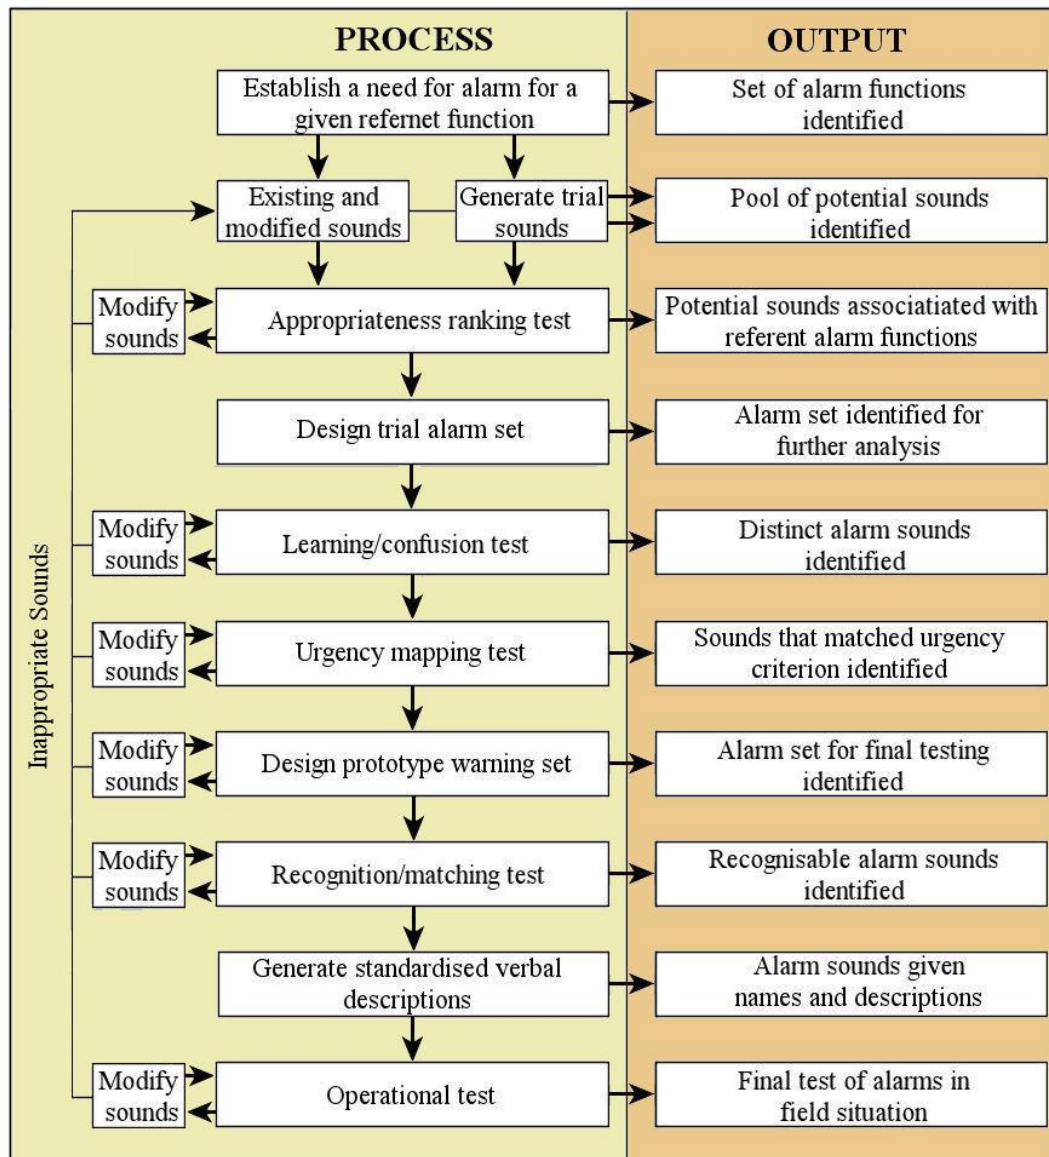 PROCESS
OUTPUT
Establish a need for alarm for a
given refernet function
Set of alarm functions
identified
Existing and
modified sounds
Generate trial
sounds
Pool of potential sounds
identified
Modify
sounds
Appropriateness ranking test
Potential sounds associatiated with
referent alarm functions
Design trial alarm set
Alarm set identified for
further analysis
Modify
sounds
Learning/confusion test
Distinct alarm sounds
identified
Modify
sounds
Urgency mapping test
Sounds that matched urgency
criterion identified
Modify
sounds
Design prototype warning set
Alarm set for final testing
identified
Modify
sounds
Recognition/matching test
Recognisable alarm sounds
identified
Generate standardised verbal
descriptions
Alarm sounds given
names and descriptions
Modify
sounds
Operational test
Final test of alarms in
field situation
Inappropriate Sounds